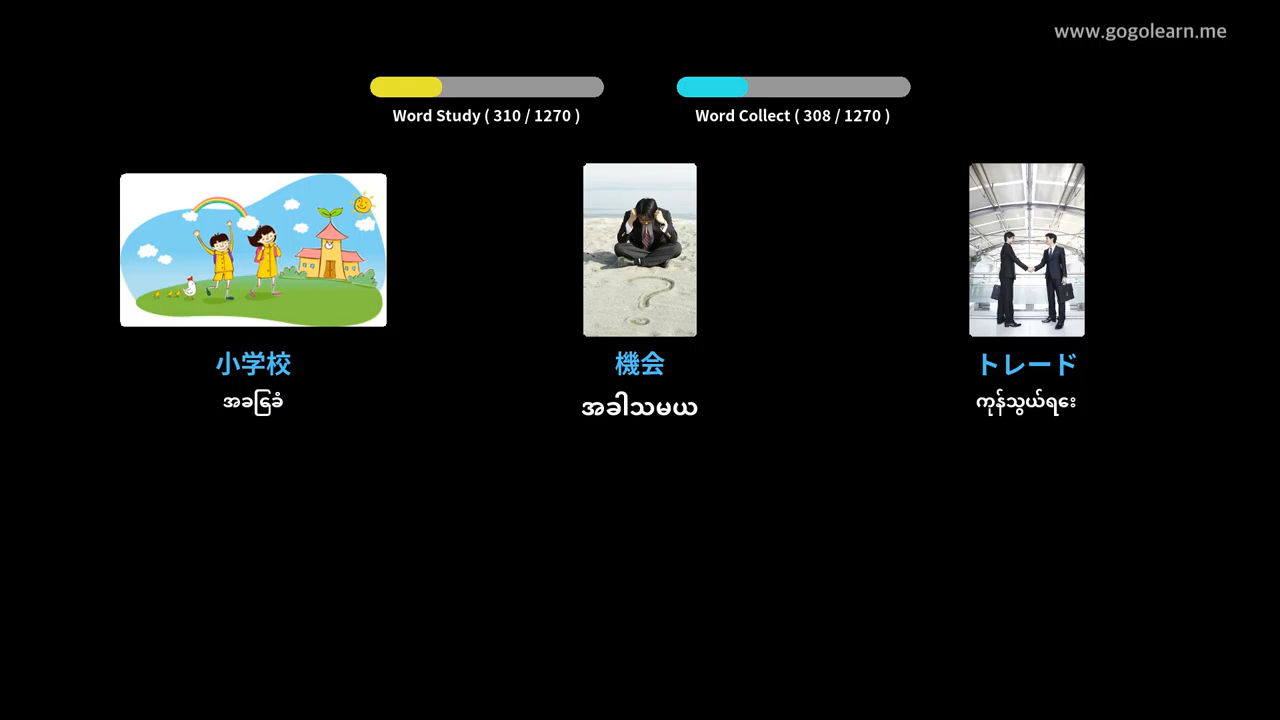 www.gogolearn.me
Word Study ( 310 / 1270 )
Word Collect ( 308 / 1270 )
小学校
機会
トレード
အခြေခံ
အခါသမယ
ကုန်သွယ်ရေး